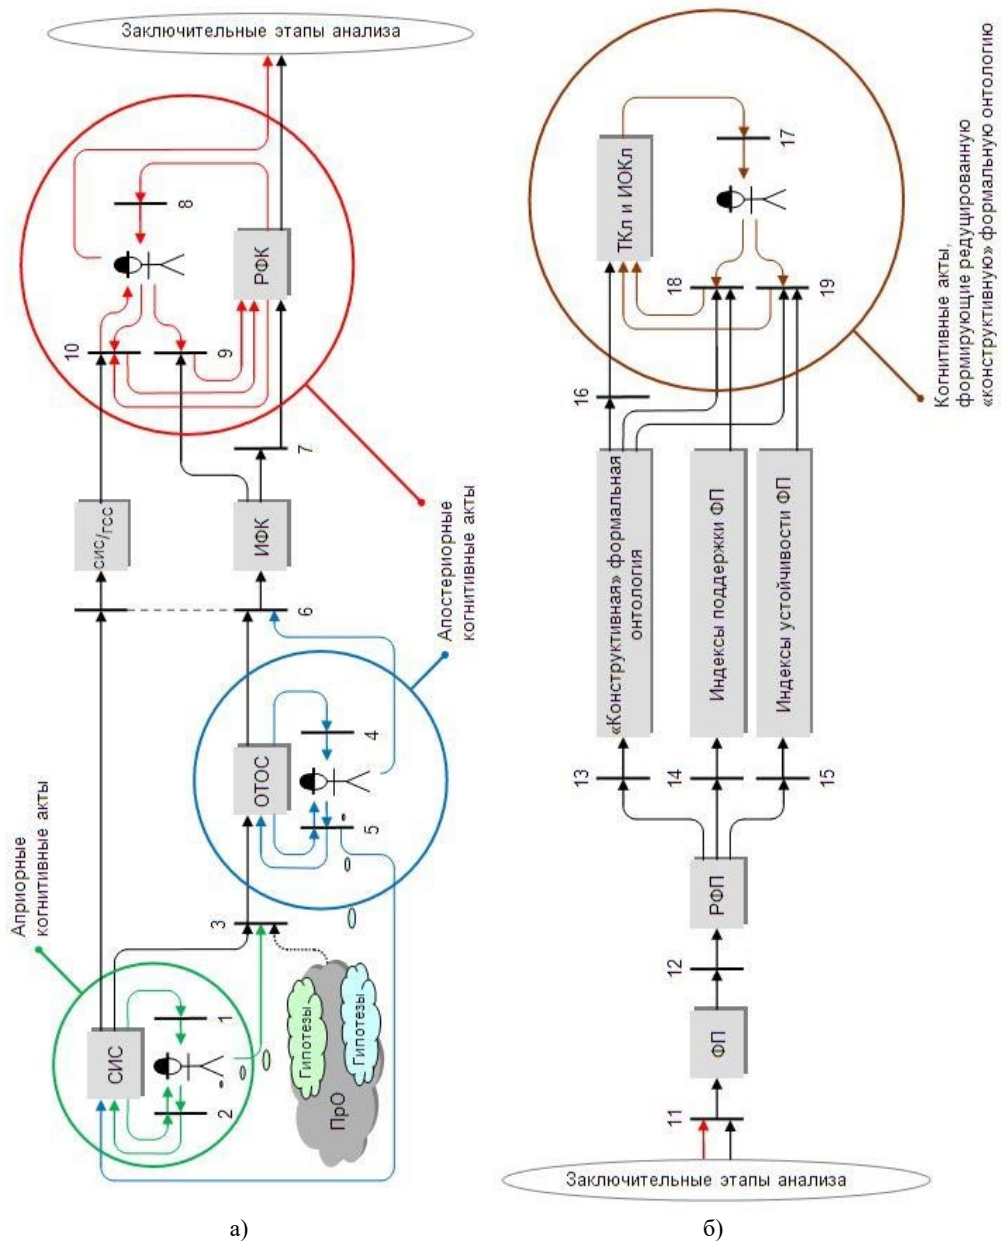 Априорные
когнитивные акты
СИС
1
2
Гипотезы
Гипотезы
ПрО
3
ОТОС
4
5
Апостериорные
когнитивные акты
6
СИС/ГСС
ИФК
7
10
9
8
РФК
Заключительные этапы анализа
а)
Заключительные этапы анализа
11
ФП
12
РФП
13
14
15
«Конструктивная» формальная
онтология
Индексы поддержки ФП
Индексы устойчивости ФП
16
ТКл и ИОКл
17
18
19
Когнитивные акты,
формирующие редуцированную
«конструктивную» формальную онтологию
б)